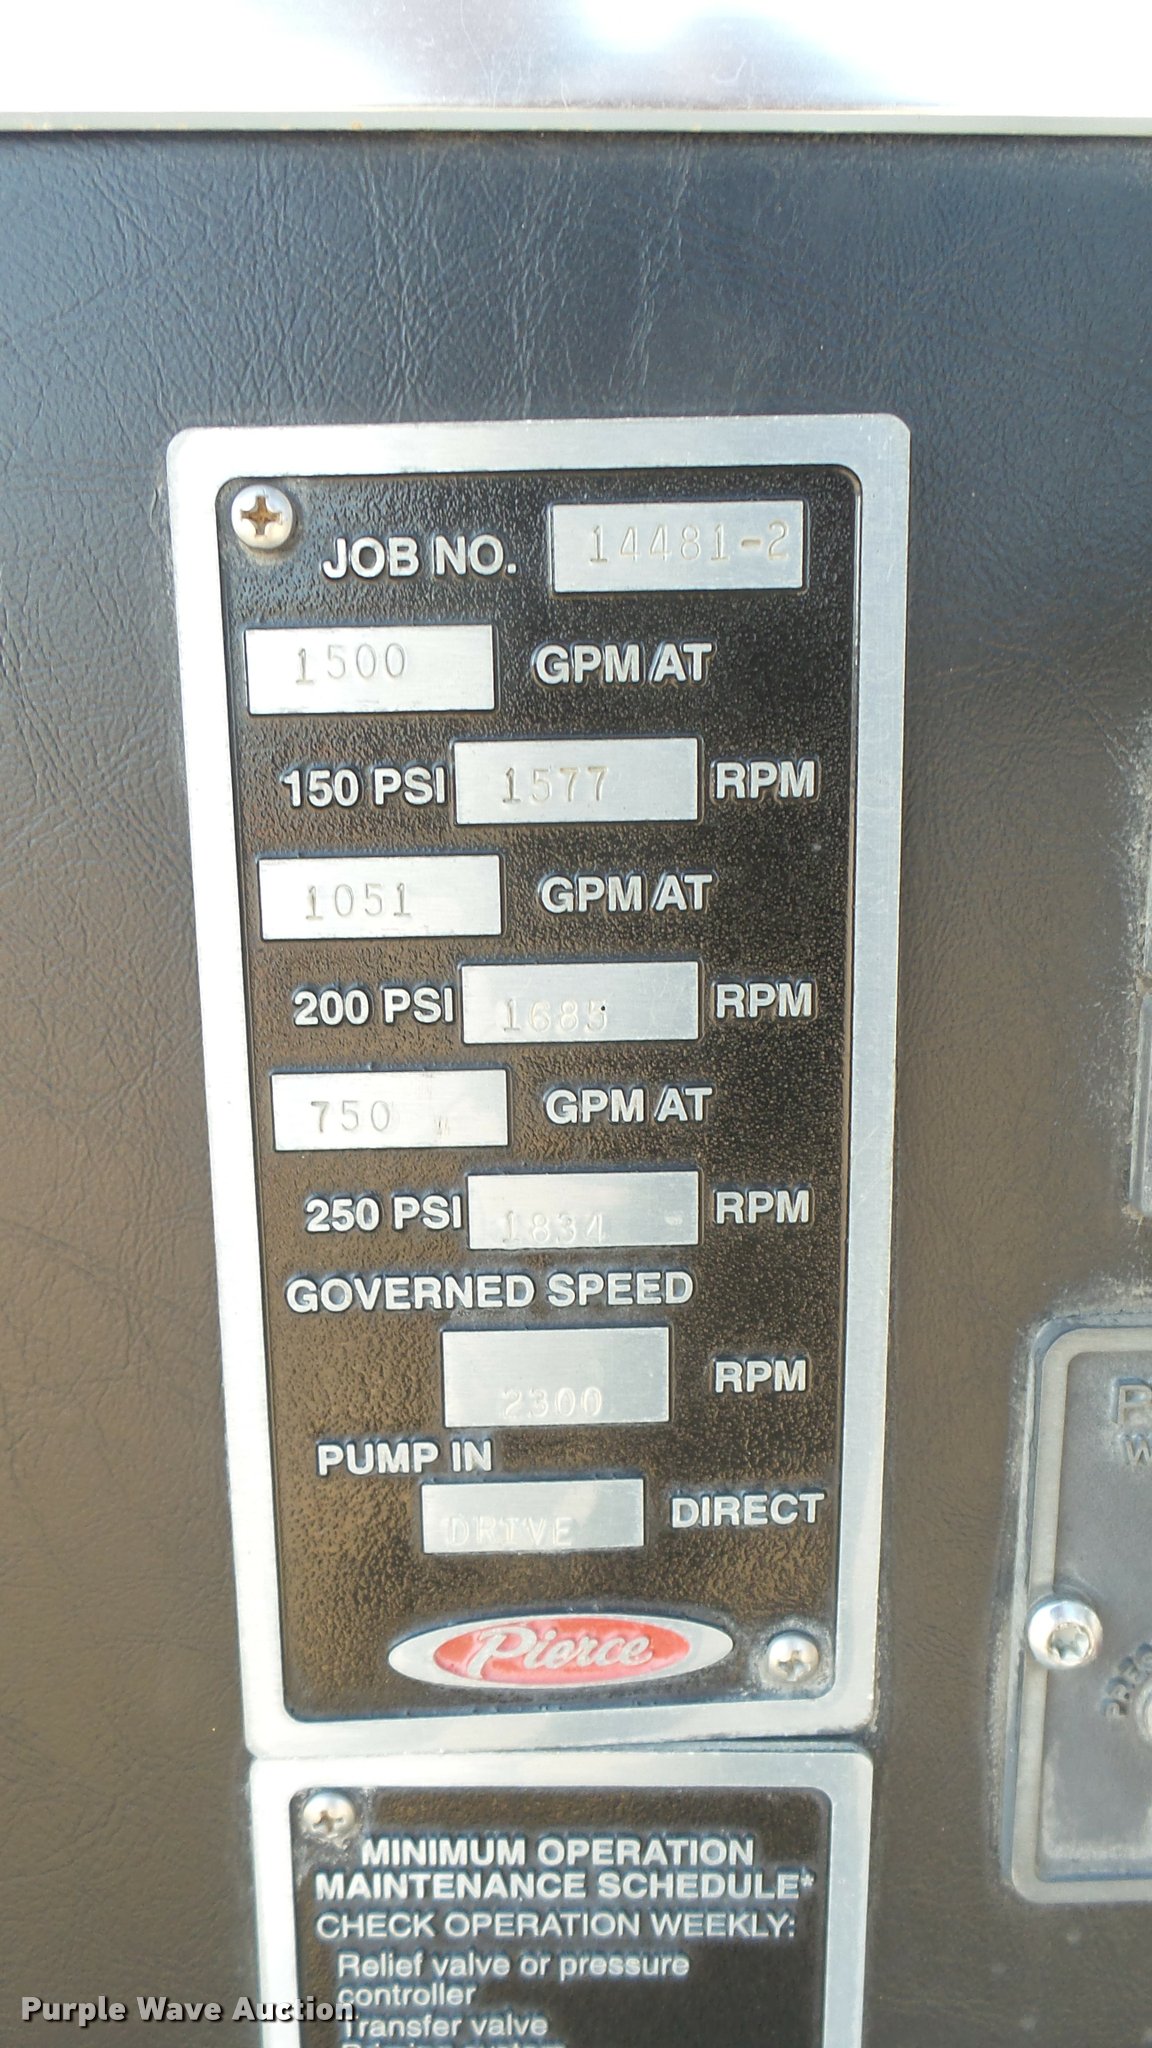 JOB NO. 14481-2
1500 GPM AT
150 PSI 1577 RPM
1051 GPM AT
200 PSI 1685 RPM
750 GPM AT
250 PSI 1834 RPM
GOVERNED SPEED
2300 RPM
PUMP IN
DRIVE DIRECT
Pierce
MINIMUM OPERATION
MAINTENANCE SCHEDULE*
CHECK OPERATION WEEKLY:
Relief valve or pressure
controller
Transfer valve
Purple Wave Auction